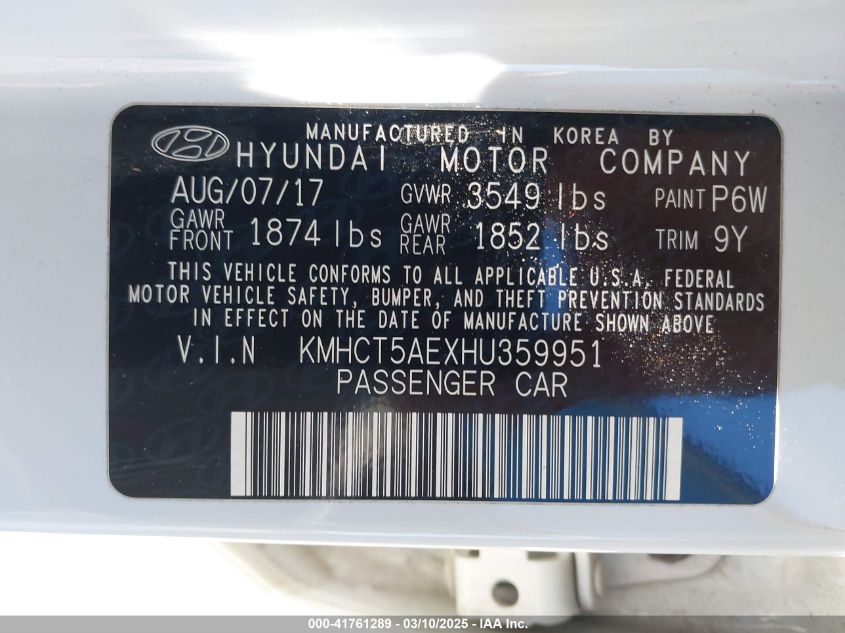 MANUFACTURED IN KOREA BY
HYUNDAI MOTOR COMPANY
AUG/07/17 GVWR 3549 lbs PAINT P6W
GAWR FRONT 1874 lbs GAWR REAR 1852 lbs TRIM 9Y
THIS VEHICLE CONFORMS TO ALL APPLICABLE U.S.A. FEDERAL
MOTOR VEHICLE SAFETY, BUMPER, AND THEFT PREVENTION STANDARDS
IN EFFECT ON THE DATE OF MANUFACTURE SHOWN ABOVE
V.I.N KMHCT5AEXHU359951
PASSENGER CAR
000-41761289 - 03/10/2025 - IAA Inc.